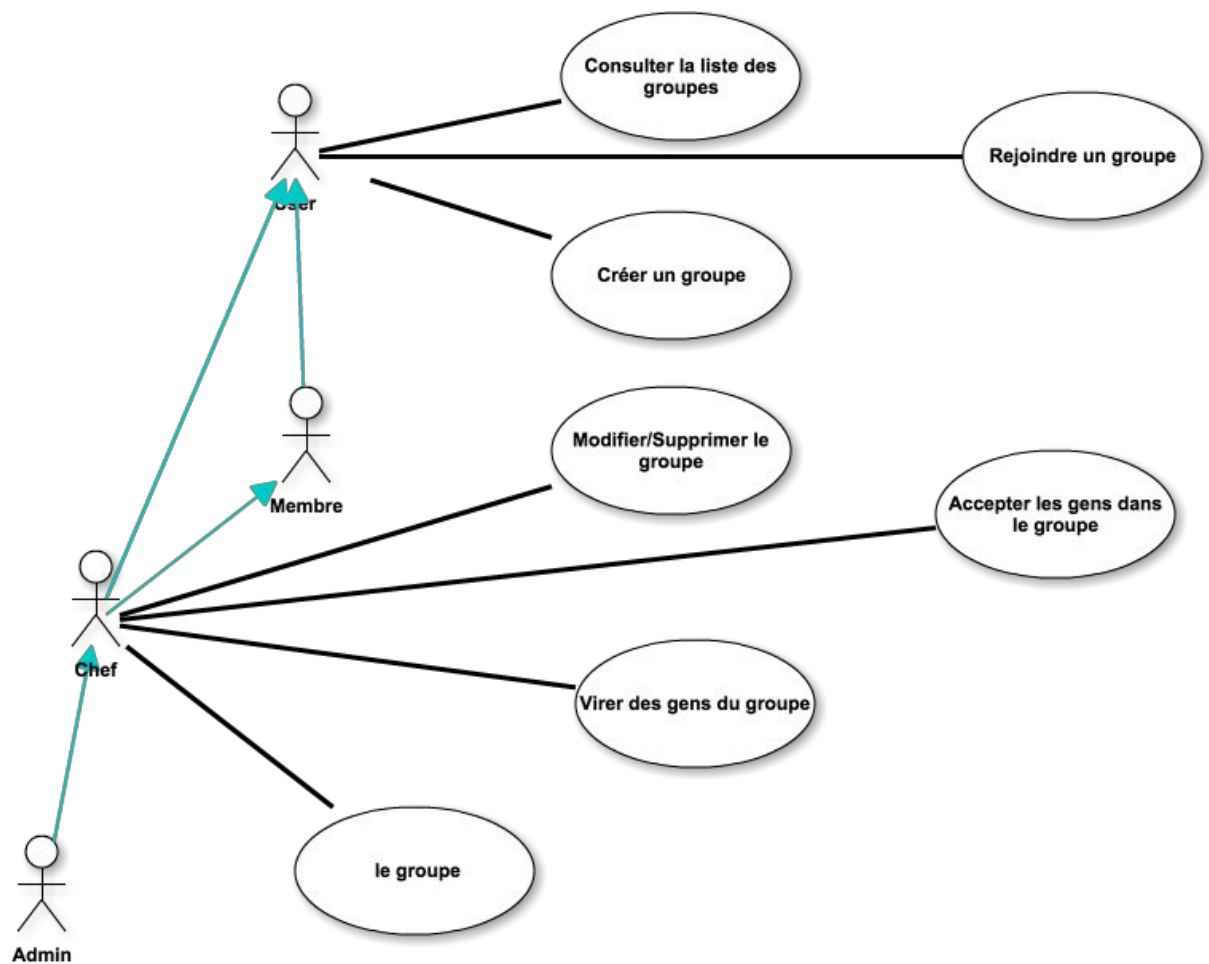 Consulter la liste des
groupes
Rejoindre un groupe
User
Créer un groupe
Modifier/Supprimer le
groupe
Membre
Accepter les gens dans
le groupe
Chef
Virer des gens du groupe
le groupe
Admin